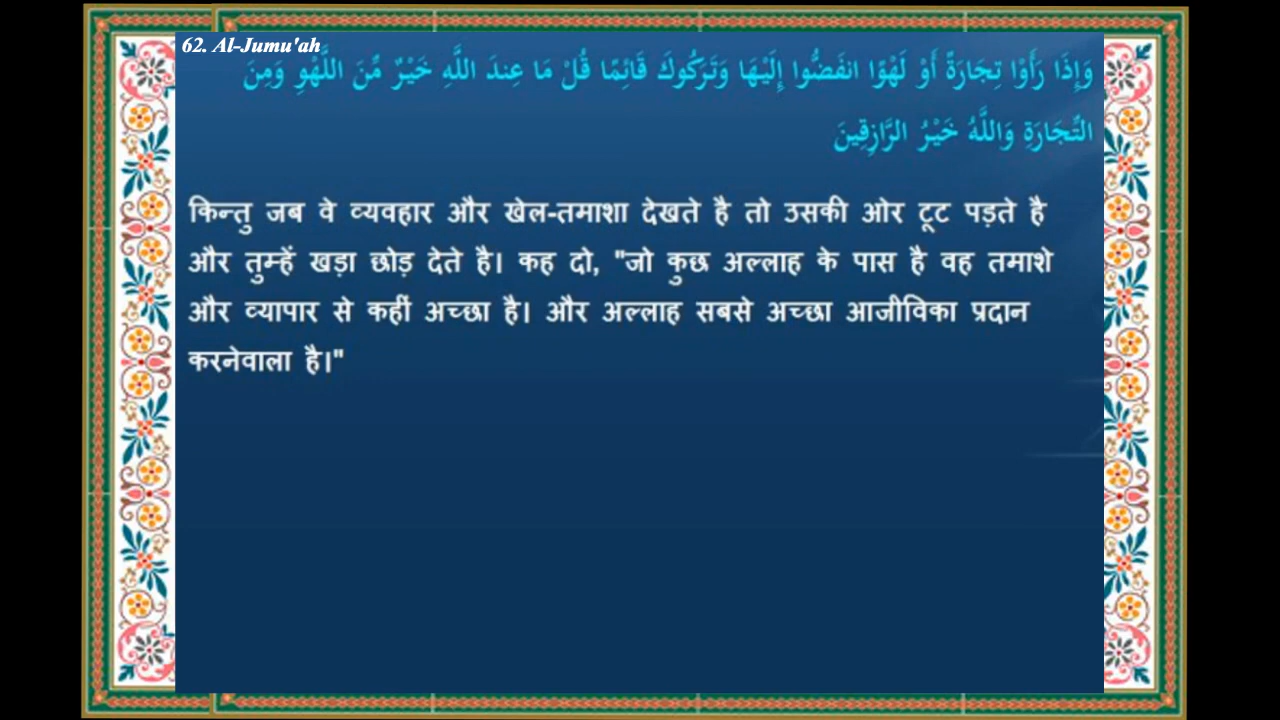 62. Al-Jumu'ah
وَإِذَا رَأَوْا تِجَارَةً أَوْ لَهْوًا انفَضُّوا إِلَيْهَا وَتَرَكُوكَ قَائِمًا قُلْ مَا عِندَ اللَّهِ خَيْرٌ مِّنَ اللَّهْوِ وَمِنَ
التِّجَارَةِ وَاللَّهُ خَيْرُ الرَّازِقِينَ
किन्तु जब वे व्यवहार और खेल-तमाशा देखते है तो उसकी ओर टूट पड़ते है
और तुम्हें खड़ा छोड़ देते है। कह दो, "जो कुछ अल्लाह के पास है वह तमाशे
और व्यापार से कहीं अच्छा है। और अल्लाह सबसे अच्छा आजीविका प्रदान
करनेवाला है।"